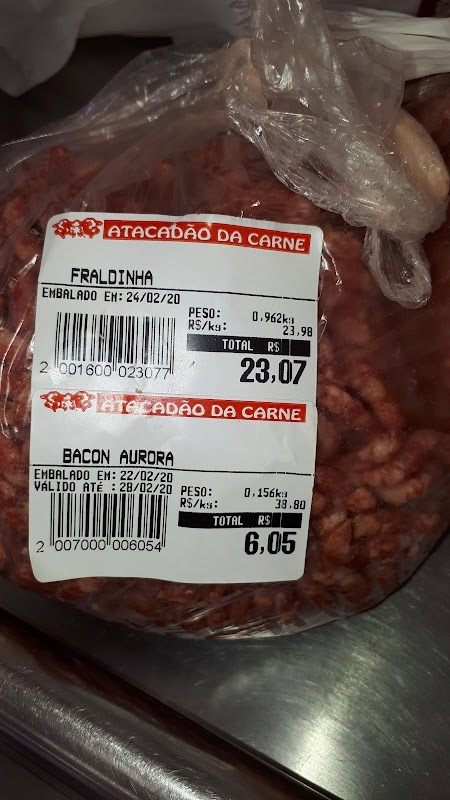 ATACADÃO DA CARNE
FRALDINHA
EMBALADO EM: 24/02/20
PESO: 0,962kg
R$/kg: 23,98
TOTAL R$
23,07
2 001600 023077
ATACADÃO DA CARNE
BACON AURORA
EMBALADO EM: 22/02/20
VÁLIDO ATÉ : 28/02/20
PESO: 0,156kg
R$/kg: 38,80
TOTAL R$
6,05
2 007000 006054